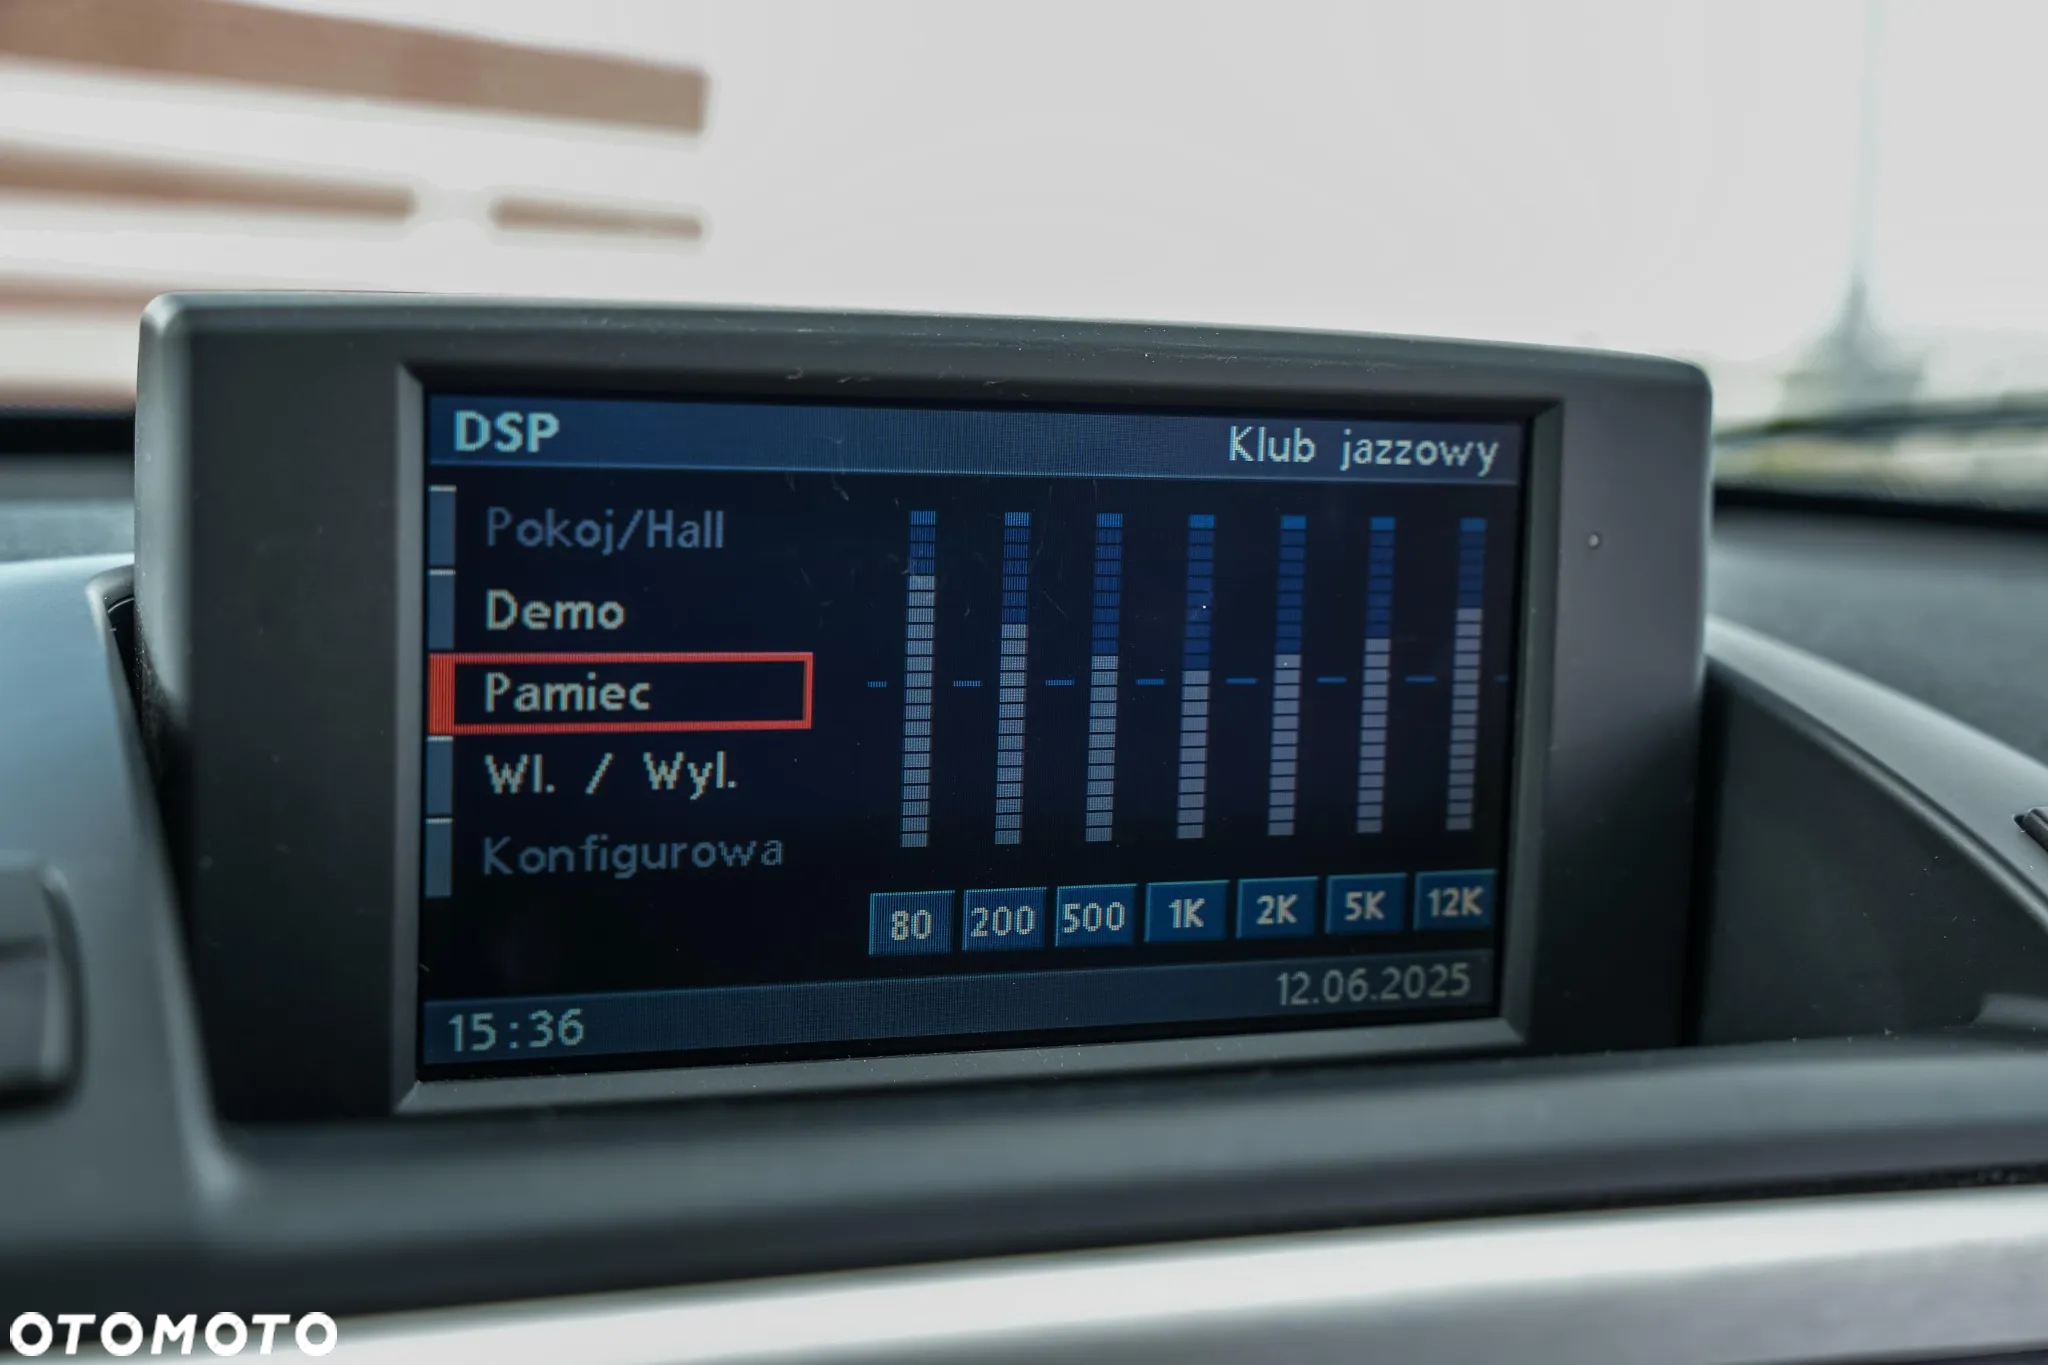 DSP
Klub jazzowy
Pokoj/Hall
Demo
Pamiec
Wl. / Wyl.
Konfigurowa
80 200 500 1K 2K 5K 12K
15:36
12.06.2025
OTOMOTO